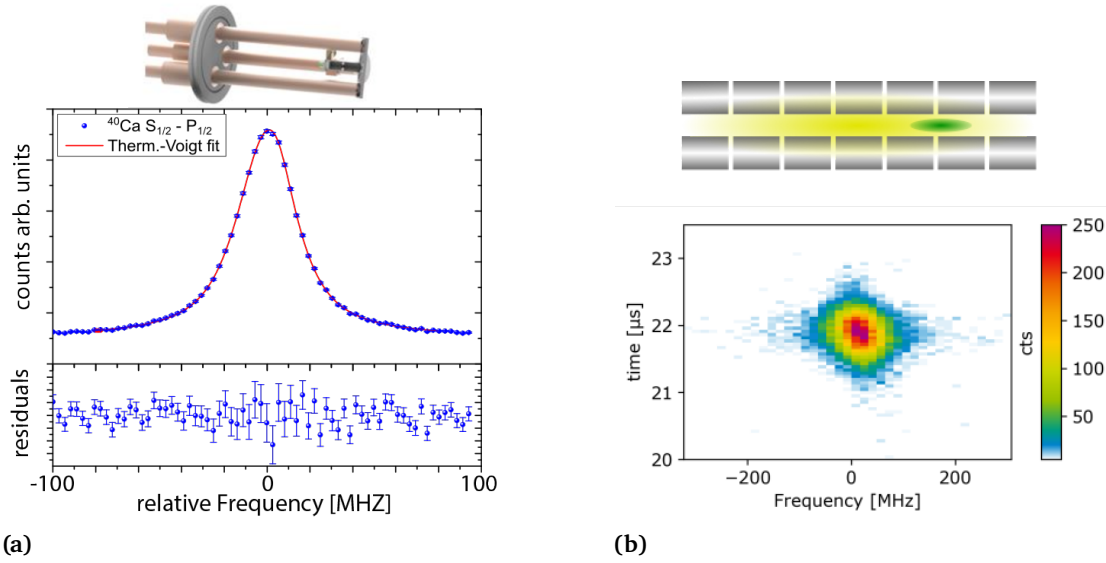 ⁴⁰Ca S₁/₂ - P₁/₂
Therm.-Voigt fit
counts arb. units
residuals
-100
0
100
relative Frequency [MHZ]
(a)
250
200
150
100
50
cts
23
22
21
20
time [µs]
−200
0
200
Frequency [MHz]
(b)